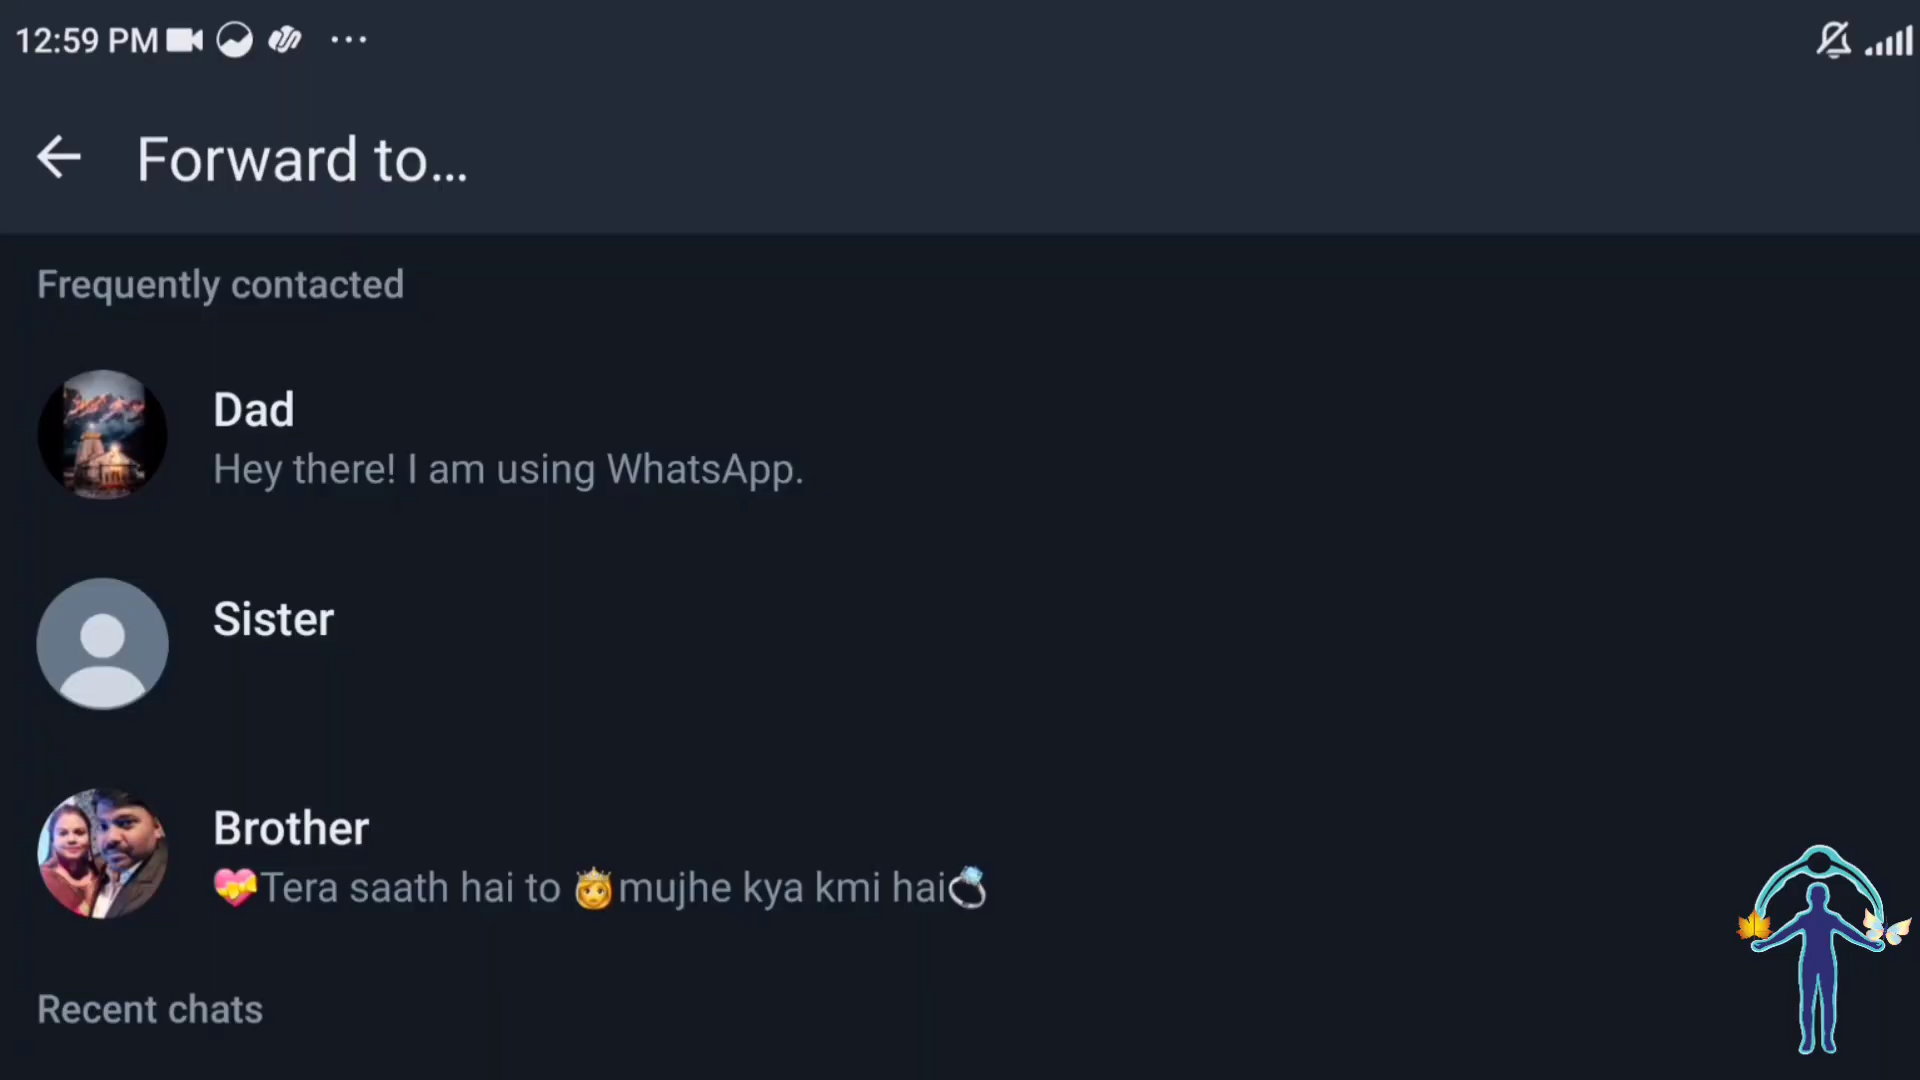 12:59 PM ...
Forward to...
Frequently contacted
Dad
Hey there! I am using WhatsApp.
Sister
Brother
💝Tera saath hai to 👸mujhe kya kmi hai💍
Recent chats